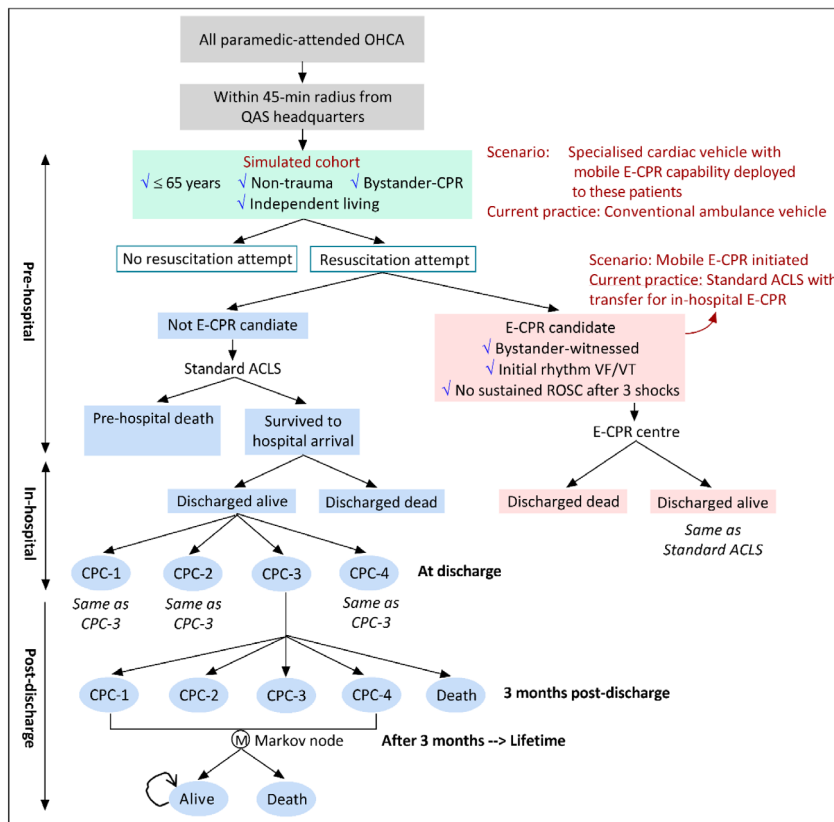 All paramedic-attended OHCA
Within 45-min radius from
QAS headquarters
Simulated cohort
√ ≤ 65 years √ Non-trauma √ Bystander-CPR
√ Independent living
Scenario: Specialised cardiac vehicle with
mobile E-CPR capability deployed
to these patients
Current practice: Conventional ambulance vehicle
No resuscitation attempt
Resuscitation attempt
Scenario: Mobile E-CPR initiated
Current practice: Standard ACLS with
transfer for in-hospital E-CPR
Pre-hospital
Not E-CPR candiate
E-CPR candidate
√ Bystander-witnessed
√ Initial rhythm VF/VT
√ No sustained ROSC after 3 shocks
Standard ACLS
Pre-hospital death
Survived to
hospital arrival
E-CPR centre
In-hospital
Discharged alive
Discharged dead
Discharged dead
Discharged alive
Same as
Standard ACLS
CPC-1
CPC-2
CPC-3
CPC-4
At discharge
Same as
CPC-3
Same as
CPC-3
Same as
CPC-3
Post-discharge
CPC-1
CPC-2
CPC-3
CPC-4
Death
3 months post-discharge
M Markov node
After 3 months --> Lifetime
Alive
Death